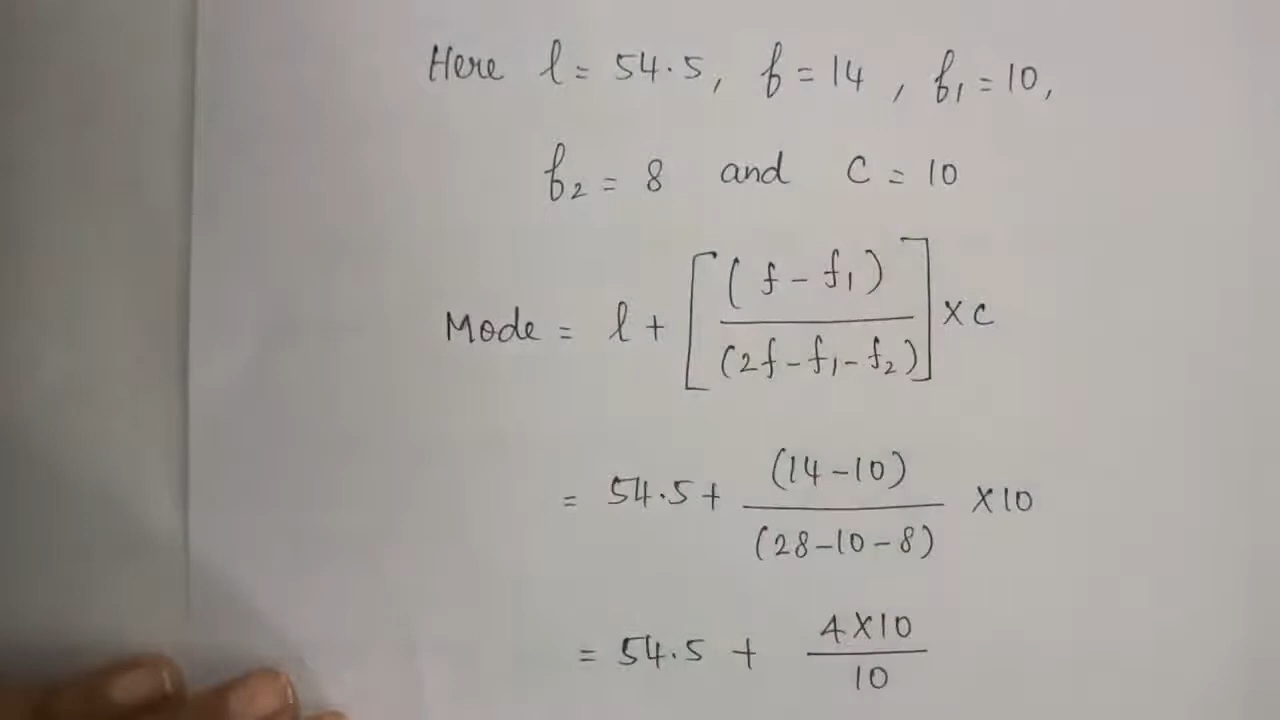 Here l = 54.5, f = 14, f₁ = 10,
f₂ = 8 and C = 10
Mode = l + [(f - f₁) / (2f - f₁ - f₂)] × c
= 54.5 + (14 - 10) / (28 - 10 - 8) × 10
= 54.5 + 4 × 10 / 10